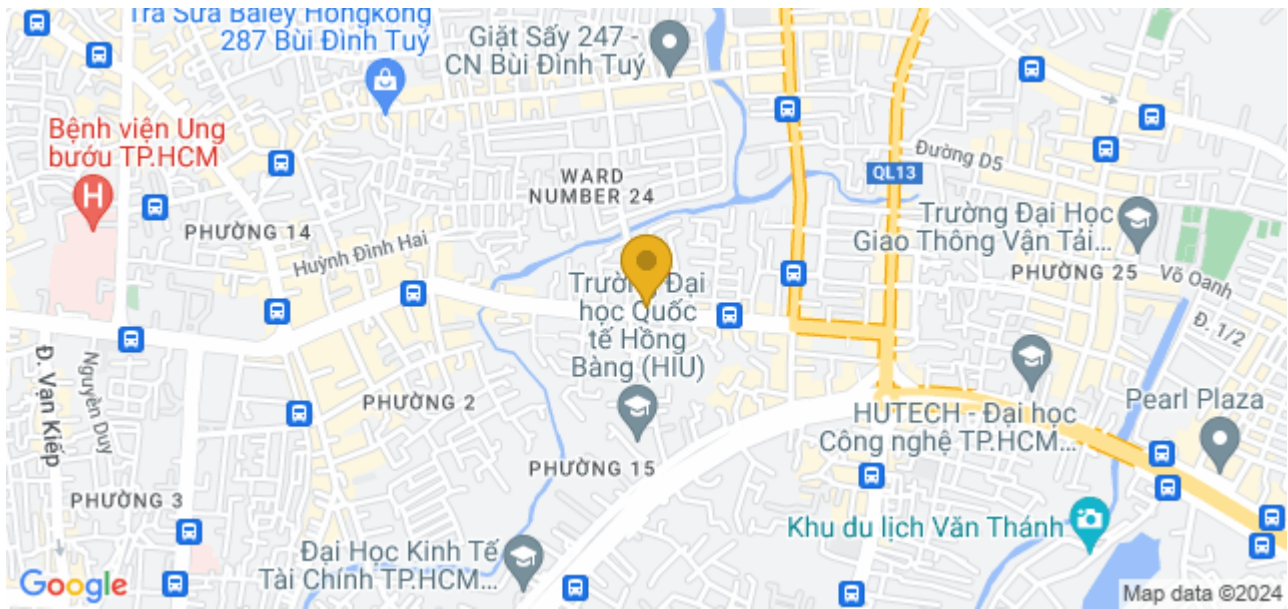 Trà Sữa Baley Hongkong
287 Bùi Đình Tuý
Giặt Sấy 247 -
CN Bùi Đình Tuý
Bệnh viện Ung
bướu TP.HCM
H
WARD
NUMBER 24
Đường D5
QL13
PHƯỜNG 14
Huỳnh Đình Hai
Trường Đại Học
Giao Thông Vận Tải...
PHƯỜNG 25
Võ Oanh
Đ. 1/2
Trường Đại
học Quốc
tế Hồng
Bàng (HIU)
Đ. Vạn Kiếp
Nguyễn Duy
PHƯỜNG 2
HUTECH - Đại học
Công nghệ TP.HCM...
Pearl Plaza
PHƯỜNG 15
PHƯỜNG 3
Khu du lịch Văn Thánh
Đại Học Kinh Tế
Tài Chính TP.HCM...
Google
Map data ©2024